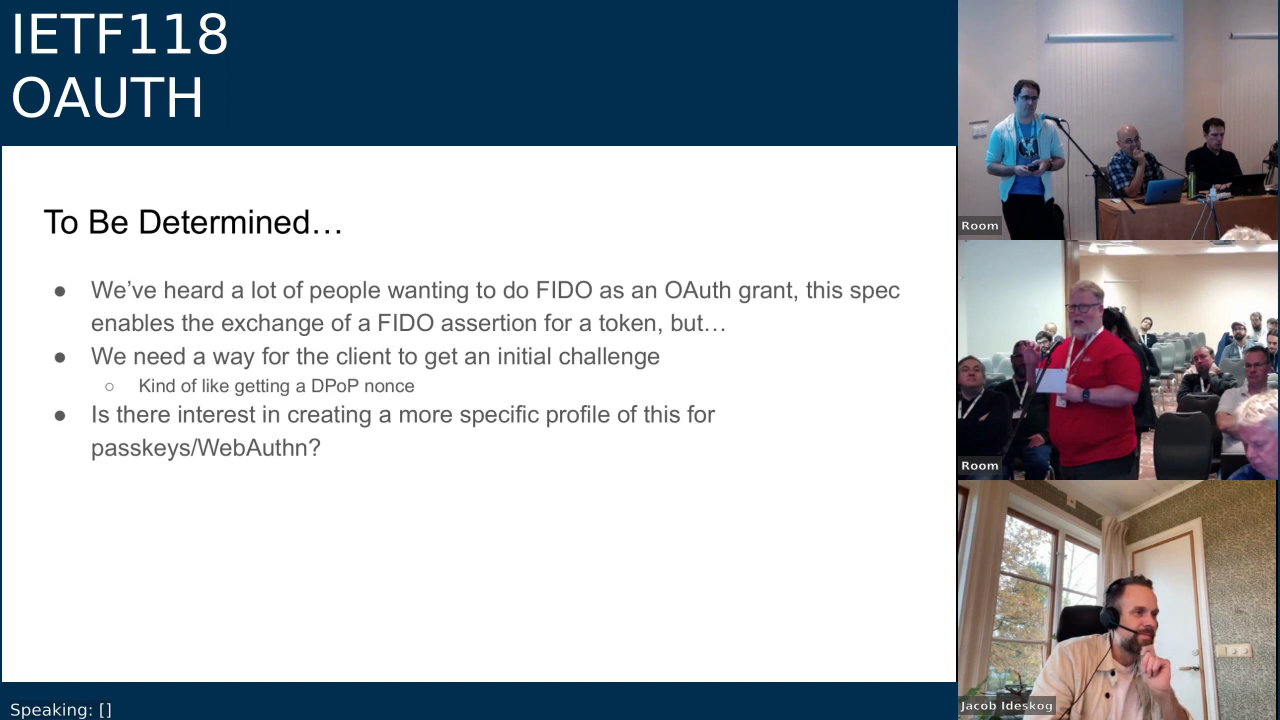 IETF118
OAUTH
To Be Determined…
● We’ve heard a lot of people wanting to do FIDO as an OAuth grant, this spec
enables the exchange of a FIDO assertion for a token, but…
● We need a way for the client to get an initial challenge
○ Kind of like getting a DPoP nonce
● Is there interest in creating a more specific profile of this for
passkeys/WebAuthn?
Speaking: []
Room
Room
Jacob Ideskog